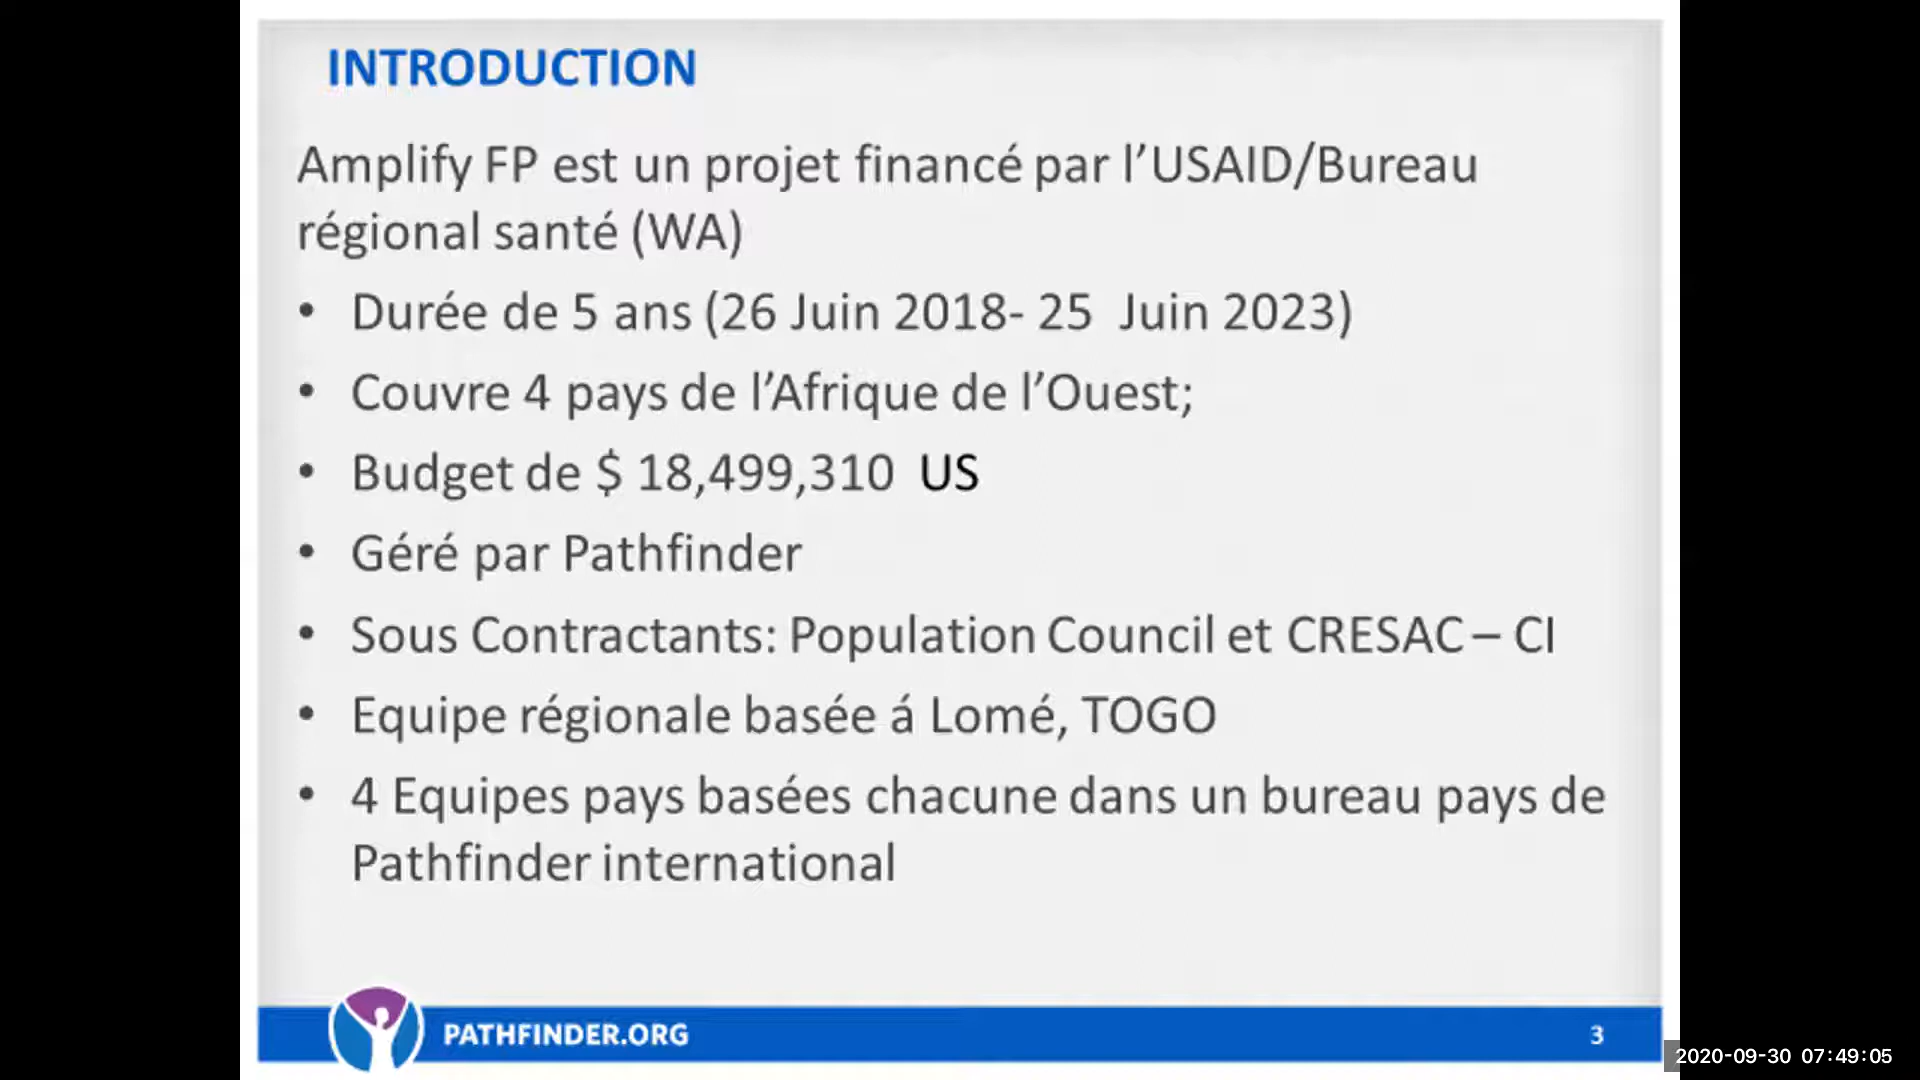 INTRODUCTION
Amplify FP est un projet financé par l’USAID/Bureau
régional santé (WA)
• Durée de 5 ans (26 Juin 2018- 25 Juin 2023)
• Couvre 4 pays de l’Afrique de l’Ouest;
• Budget de $ 18,499,310 US
• Géré par Pathfinder
• Sous Contractants: Population Council et CRESAC – CI
• Equipe régionale basée á Lomé, TOGO
• 4 Equipes pays basées chacune dans un bureau pays de
Pathfinder international
PATHFINDER.ORG
3
2020-09-30 07:49:05